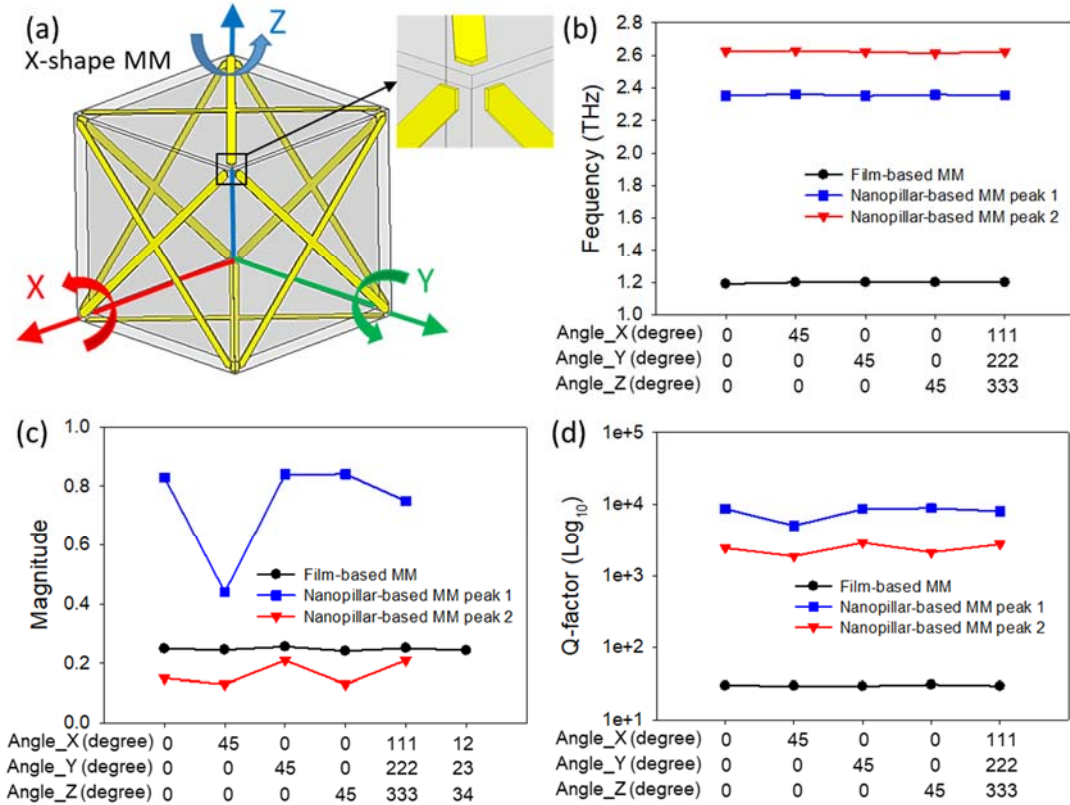 (a)
X-shape MM
Z
X
Y
(b)
Fequency (THz)
2.8
2.6
2.4
2.2
2.0
1.8
1.6
1.4
1.2
1.0
Film-based MM
Nanopillar-based MM peak 1
Nanopillar-based MM peak 2
Angle_X (degree) 0 45 0 0 111
Angle_Y (degree) 0 0 45 0 222
Angle_Z (degree) 0 0 0 45 333
(c)
Magnitude
1.0
0.8
0.6
0.4
0.2
0.0
Film-based MM
Nanopillar-based MM peak 1
Nanopillar-based MM peak 2
Angle_X (degree) 0 45 0 0 111 12
Angle_Y (degree) 0 0 45 0 222 23
Angle_Z (degree) 0 0 0 45 333 34
(d)
Q-factor (Log10)
1e+5
1e+4
1e+3
1e+2
1e+1
Film-based MM
Nanopillar-based MM peak 1
Nanopillar-based MM peak 2
Angle_X (degree) 0 45 0 0 111
Angle_Y (degree) 0 0 45 0 222
Angle_Z (degree) 0 0 0 45 333